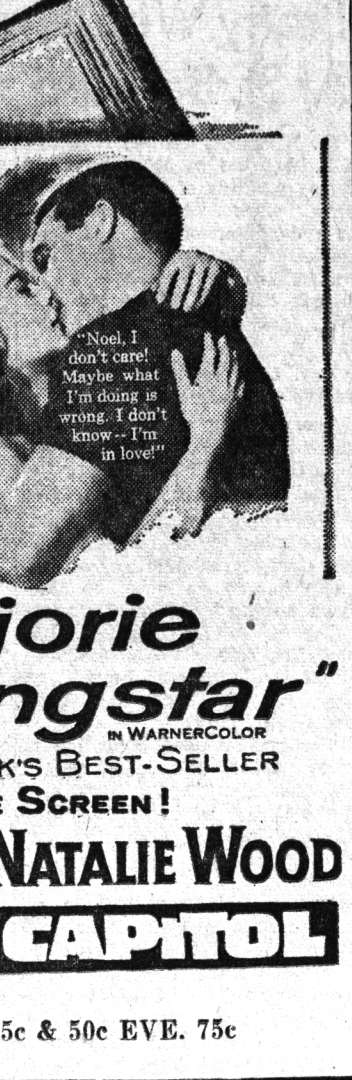 "Noel, I
don't care!
Maybe what
I'm doing is
wrong. I don't
know -- I'm
in love!"
jorie
ngstar"
IN WARNERCOLOR
K'S BEST-SELLER
E SCREEN!
NATALIE WOOD
CAPITOL
5c & 50c EVE. 75c